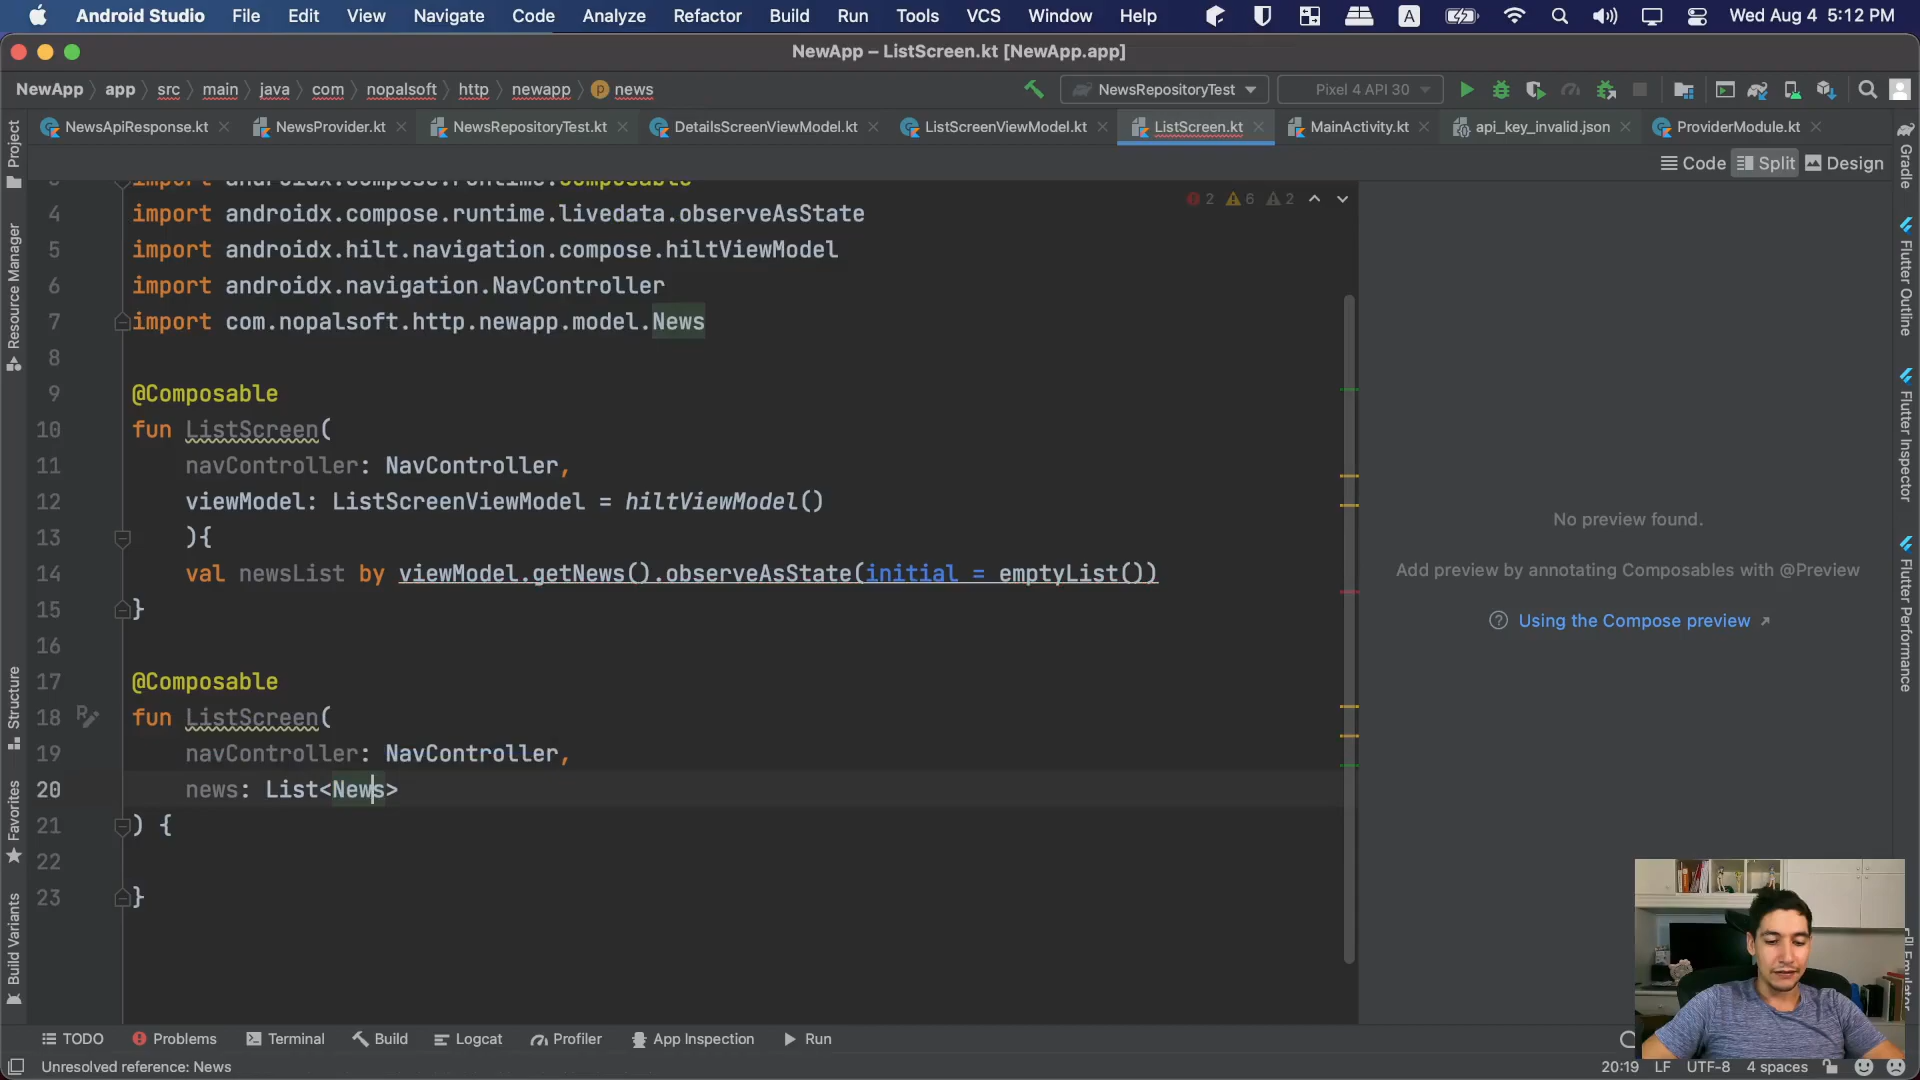 Android Studio File Edit View Navigate Code Analyze Refactor Build Run Tools VCS Window Help A Wed Aug 4 5:12 PM
NewApp – ListScreen.kt [NewApp.app]
NewApp app src main java com nopalsoft http newapp news NewsRepositoryTest Pixel 4 API 30
NewsApiResponse.kt NewsProvider.kt NewsRepositoryTest.kt DetailsScreenViewModel.kt ListScreenViewModel.kt ListScreen.kt MainActivity.kt api_key_invalid.json ProviderModule.kt
Code Split Design
import androidx.compose.runtime.Composable
2 6 2
4 import androidx.compose.runtime.livedata.observeAsState
5 import androidx.hilt.navigation.compose.hiltViewModel
6 import androidx.navigation.NavController
7 import com.nopalsoft.http.newapp.model.News
8
9 @Composable
10 fun ListScreen(
11 navController: NavController,
12 viewModel: ListScreenViewModel = hiltViewModel()
13 ){
14 val newsList by viewModel.getNews().observeAsState(initial = emptyList())
15 }
16
17 @Composable
18 fun ListScreen(
19 navController: NavController,
20 news: List<News>
21 ) {
22
23 }
No preview found.
Add preview by annotating Composables with @Preview
Using the Compose preview
Project
Resource Manager
Structure
Favorites
Build Variants
Gradle
Flutter Outline
Flutter Inspector
Flutter Performance
Emulator
TODO Problems Terminal Build Logcat Profiler App Inspection Run
Unresolved reference: News 20:19 LF UTF-8 4 spaces